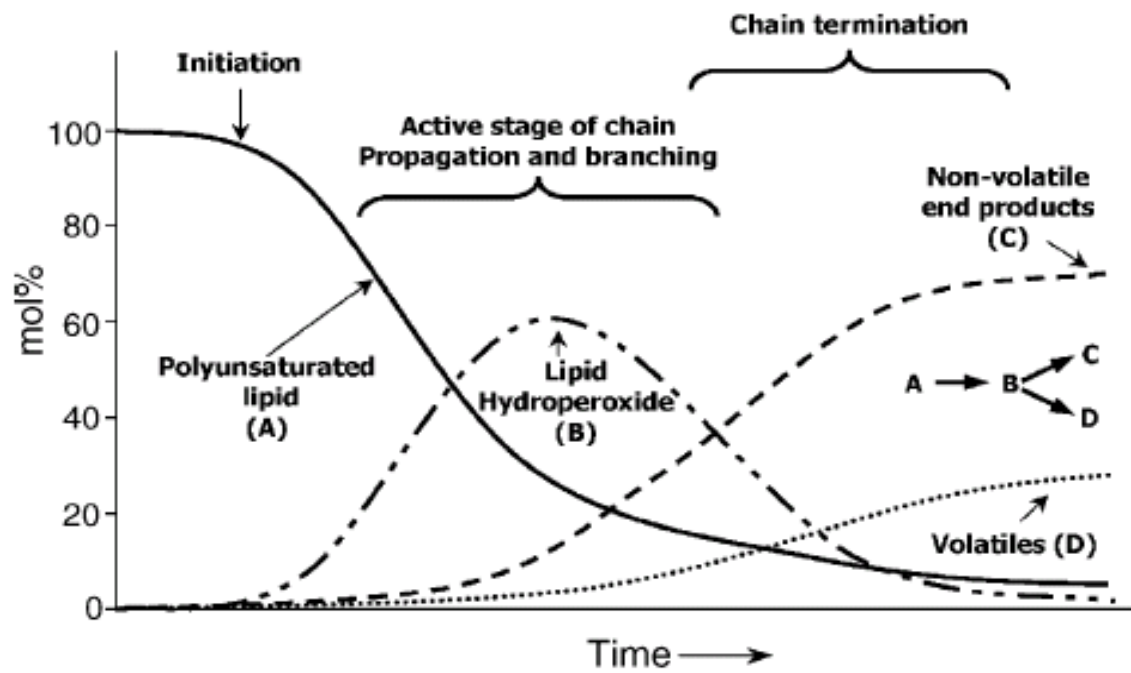 Chain termination
Initiation
Active stage of chain
Propagation and branching
100
80
60
40
20
0
mol%
Non-volatile
end products
(C)
Polyunsaturated
lipid
(A)
Lipid
Hydroperoxide
(B)
A
B
C
D
Volatiles (D)
Time